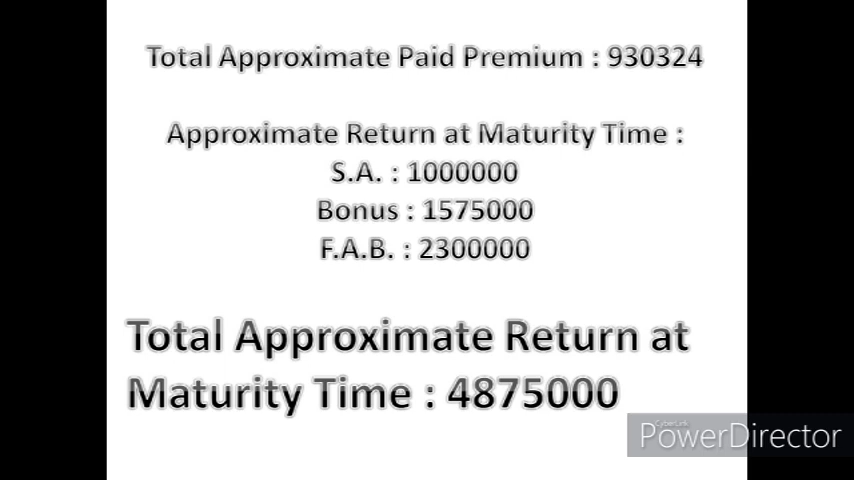 Total Approximate Paid Premium : 930324
Approximate Return at Maturity Time :
S.A. : 1000000
Bonus : 1575000
F.A.B. : 2300000
Total Approximate Return at
Maturity Time : 4875000
CyberLink
PowerDirector